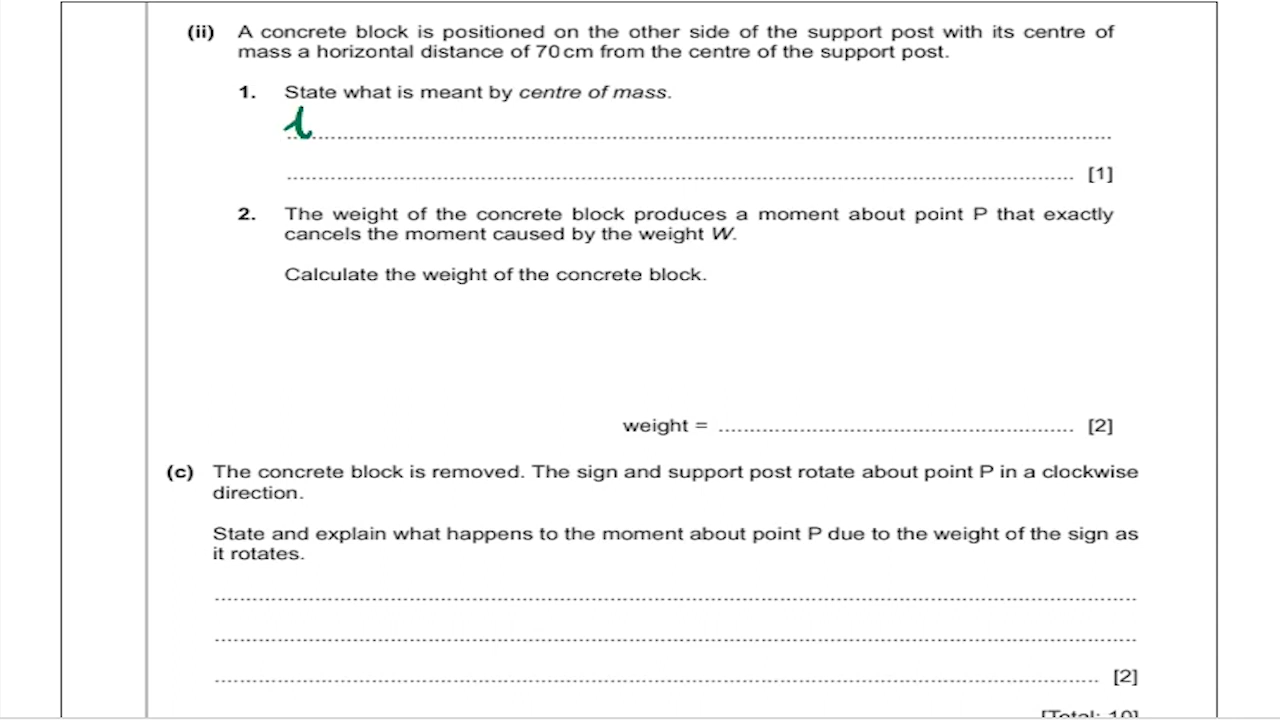 (ii) A concrete block is positioned on the other side of the support post with its centre of
mass a horizontal distance of 70 cm from the centre of the support post.
1. State what is meant by centre of mass.
i
[1]
2. The weight of the concrete block produces a moment about point P that exactly
cancels the moment caused by the weight W.
Calculate the weight of the concrete block.
weight = ........................................................ [2]
(c) The concrete block is removed. The sign and support post rotate about point P in a clockwise
direction.
State and explain what happens to the moment about point P due to the weight of the sign as
it rotates.
[2]
[Total: 10]